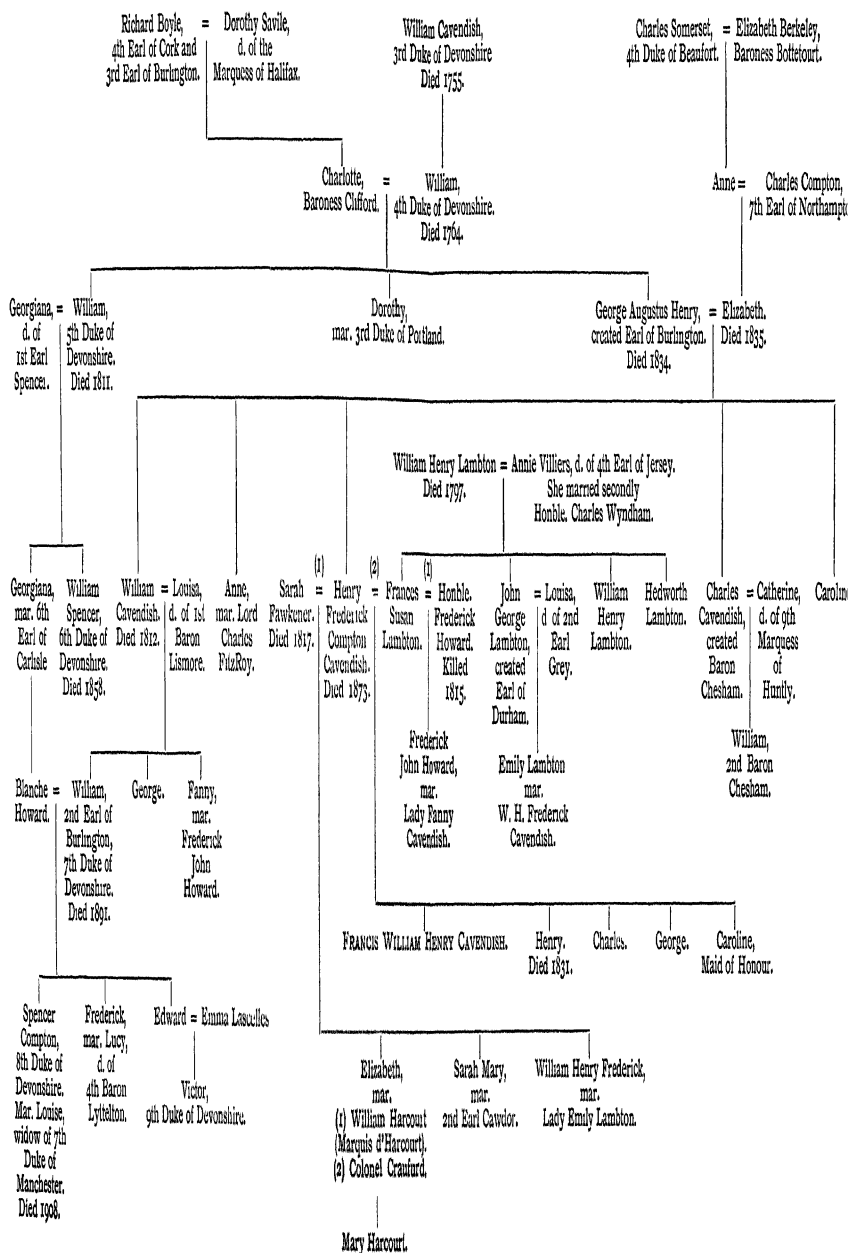 Richard Boyle, = Dorothy Savile,
4th Earl of Cork and d. of the
3rd Earl of Burlington. Marquess of Halifax.
William Cavendish,
3rd Duke of Devonshire
Died 1755.
Charles Somerset, = Elizabeth Berkeley,
4th Duke of Beaufort. Baroness Bottetourt.
Charlotte, = William,
Baroness Clifford. 4th Duke of Devonshire.
Died 1764.
Anne = Charles Compton,
7th Earl of Northampto
Georgiana, = William,
d. of 5th Duke of
1st Earl Devonshire.
Spencer. Died 1811.
Dorothy,
mar. 3rd Duke of Portland.
George Augustus Henry, = Elizabeth.
created Earl of Burlington. Died 1835.
Died 1834.
William Henry Lambton = Annie Villiers, d. of 4th Earl of Jersey.
Died 1797. She married secondly
Honble. Charles Wyndham.
Georgiana,
mar. 6th
Earl of
Carlisle
William
Spencer,
6th Duke of
Devonshire.
Died 1858.
William =
Cavendish.
Died 1812.
Louisa,
d. of 1st
Baron
Lismore.
Anne,
mar. Lord
Charles
FitzRoy.
(1)
Sarah =
Fawkener.
Died 1817.
Henry
Frederick
Compton
Cavendish.
Died 1873.
(2)
= Frances
Susan
Lambton.
(1)
= Honble.
Frederick
Howard.
Killed
1815.
John =
George
Lambton,
created
Earl of
Durham.
Louisa,
d of 2nd
Earl
Grey.
William
Henry
Lambton.
Hedworth
Lambton.
Charles =
Cavendish,
created
Baron
Chesham.
Catherine,
d. of 9th
Marquess
of
Huntly.
Caroline
Frederick
John Howard,
mar.
Lady Fanny
Cavendish.
Emily Lambton
mar.
W. H. Frederick
Cavendish.
William,
2nd Baron
Chesham.
Blanche =
Howard.
William,
2nd Earl of
Burlington,
7th Duke of
Devonshire.
Died 1891.
George.
Fanny,
mar.
Frederick
John
Howard.
FRANCIS WILLIAM HENRY CAVENDISH.
Henry.
Died 1831.
Charles.
George.
Caroline,
Maid of Honour.
Spencer
Compton,
8th Duke of
Devonshire.
Mar. Louise,
widow of 7th
Duke
of
Manchester.
Died 1908.
Frederick,
mar. Lucy,
d. of
4th Baron
Lyttelton.
Edward = Emma Lascelles
Victor,
9th Duke of Devonshire.
Elizabeth,
mar.
(1) William Harcourt
(Marquis d'Harcourt).
(2) Colonel Craufurd.
Sarah Mary,
mar.
2nd Earl Cawdor.
William Henry Frederick,
mar.
Lady Emily Lambton.
Mary Harcourt.